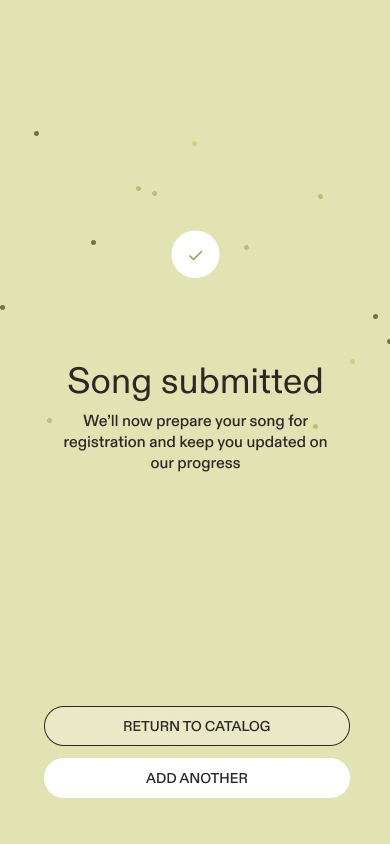 Song submitted
We’ll now prepare your song for
registration and keep you updated on
our progress
RETURN TO CATALOG
ADD ANOTHER